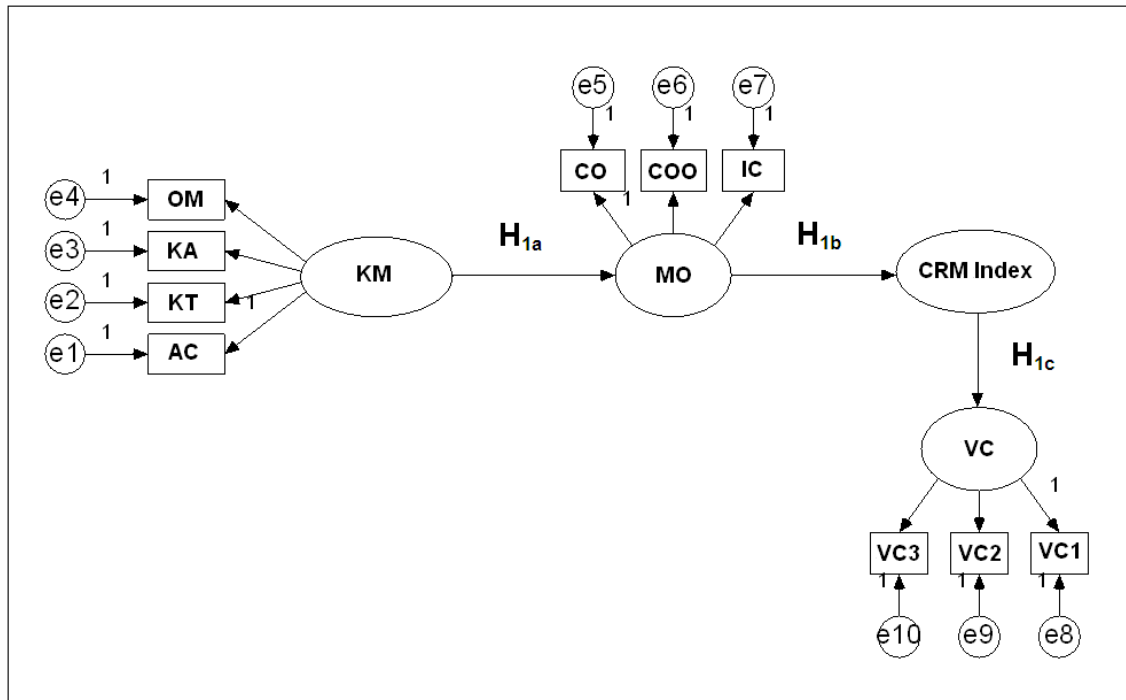 e5
e6
e7
1
1
1
CO
COO
IC
1
e4
1
OM
e3
1
KA
e2
1
KT
1
e1
1
AC
KM
H1a
MO
H1b
CRM Index
H1c
VC
1
VC3
VC2
VC1
1
1
1
e10
e9
e8